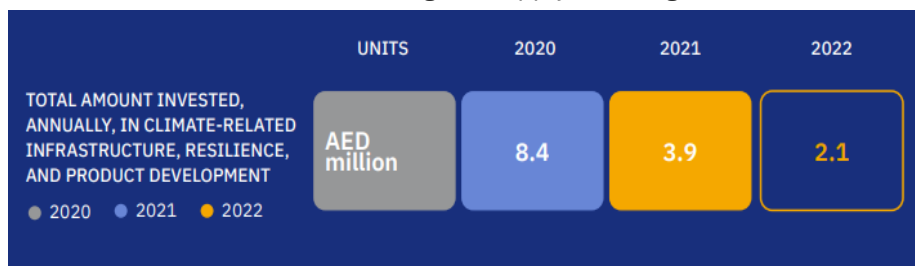 UNITS 2020 2021 2022
TOTAL AMOUNT INVESTED,
ANNUALLY, IN CLIMATE-RELATED
INFRASTRUCTURE, RESILIENCE,
AND PRODUCT DEVELOPMENT
AED
million
8.4 3.9 2.1
2020 2021 2022